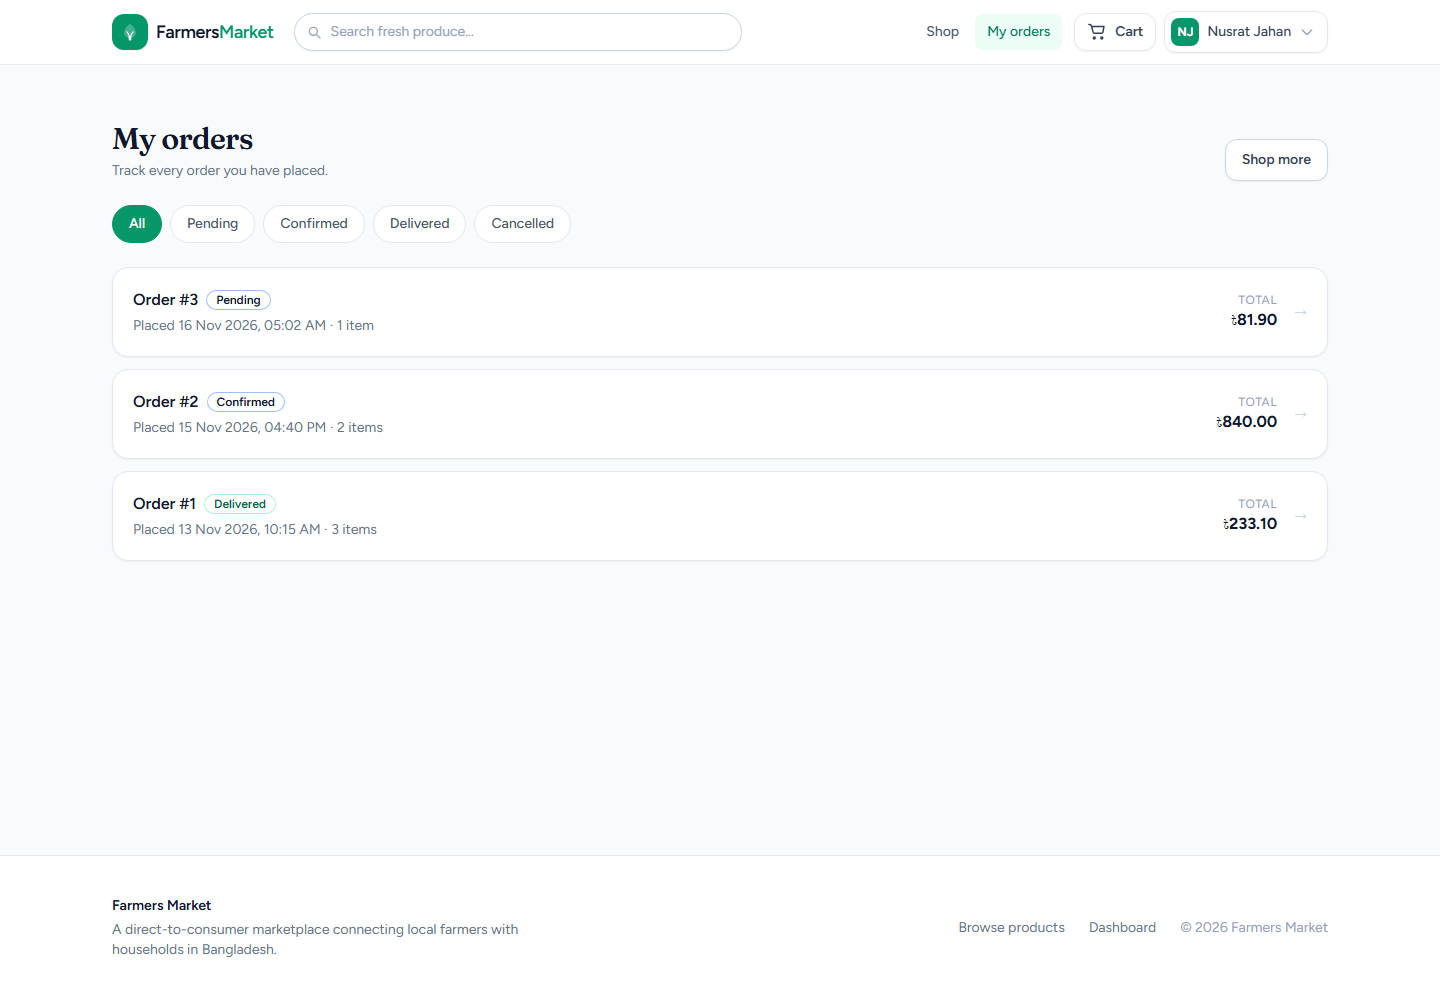 FarmersMarket
Search fresh produce...
Shop
My orders
Cart
NJ
Nusrat Jahan
My orders
Track every order you have placed.
Shop more
All
Pending
Confirmed
Delivered
Cancelled
Order #3 Pending
Placed 16 Nov 2026, 05:02 AM · 1 item
TOTAL
৳81.90 →
Order #2 Confirmed
Placed 15 Nov 2026, 04:40 PM · 2 items
TOTAL
৳840.00 →
Order #1 Delivered
Placed 13 Nov 2026, 10:15 AM · 3 items
TOTAL
৳233.10 →
Farmers Market
A direct-to-consumer marketplace connecting local farmers with
households in Bangladesh.
Browse products
Dashboard
© 2026 Farmers Market